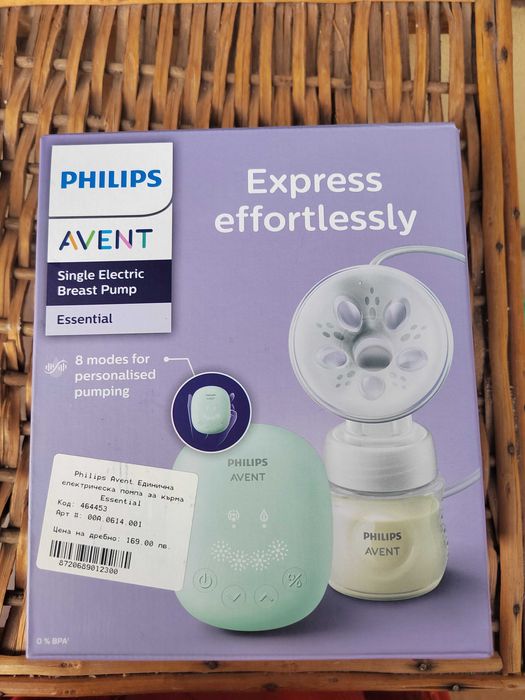 PHILIPS
AVENT
Single Electric
Breast Pump
Essential
Express
effortlessly
8 modes for
personalised
pumping
PHILIPS
AVENT
PHILIPS
AVENT
Philips Avent Единична
електрическа помпа за кърма
Essential
Код: 464453
Арт #: 00A.0614.001
Цена на дребно: 169.00 лв.
8720689012300
0 % BPA¹